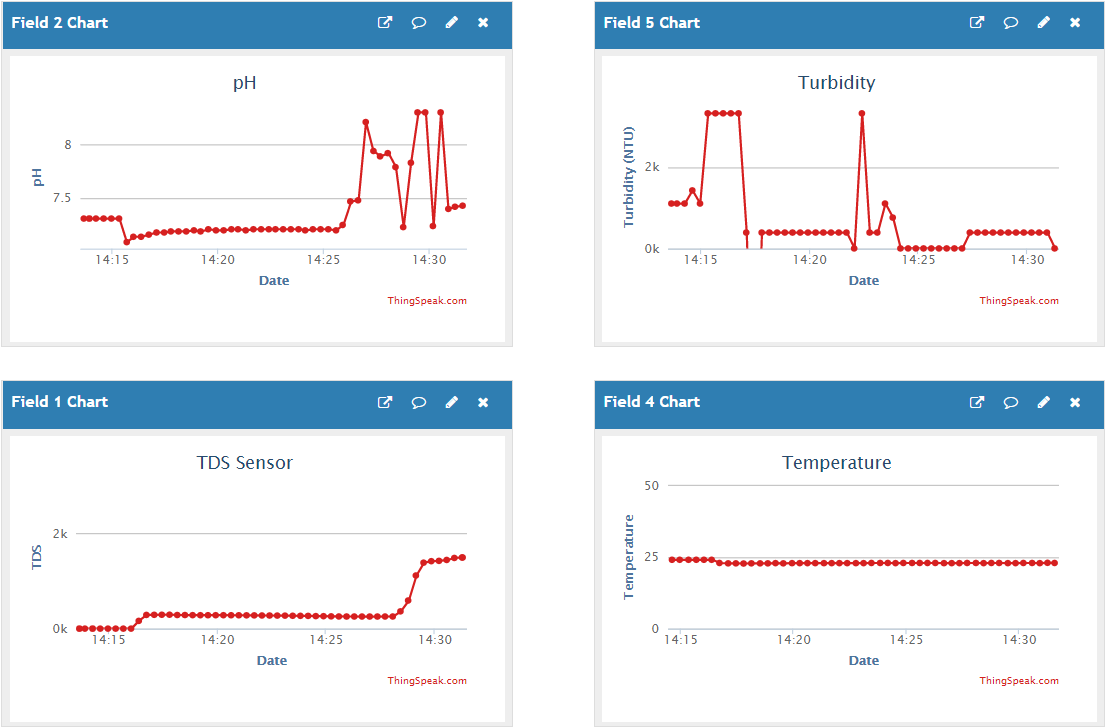 Field 2 Chart
pH
pH
8
7.5
14:15 14:20 14:25 14:30
Date
ThingSpeak.com
Field 5 Chart
Turbidity
Turbidity (NTU)
2k
0k
14:15 14:20 14:25 14:30
Date
ThingSpeak.com
Field 1 Chart
TDS Sensor
TDS
2k
0k
14:15 14:20 14:25 14:30
Date
ThingSpeak.com
Field 4 Chart
Temperature
Temperature
50
25
0
14:15 14:20 14:25 14:30
Date
ThingSpeak.com